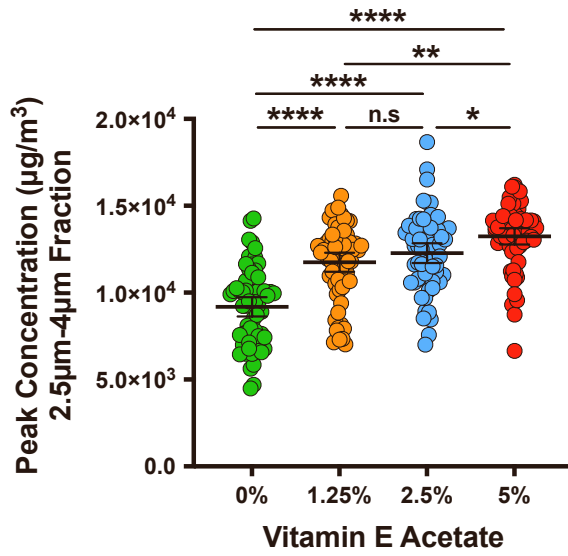 ****
**
****
**** n.s *
Peak Concentration (µg/m³)
2.5µm-4µm Fraction
2.0×10⁴
1.5×10⁴
1.0×10⁴
5.0×10³
0.0
0% 1.25% 2.5% 5%
Vitamin E Acetate